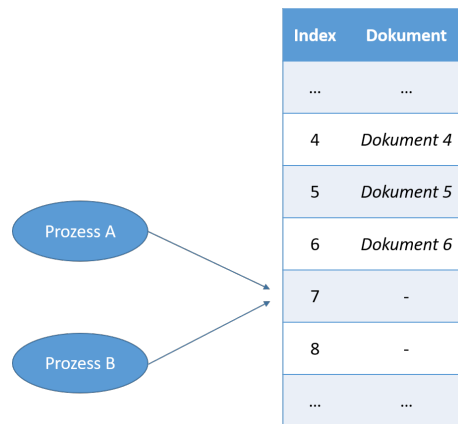 Index Dokument
... ...
4 Dokument 4
5 Dokument 5
6 Dokument 6
7 -
8 -
... ...
Prozess A
Prozess B